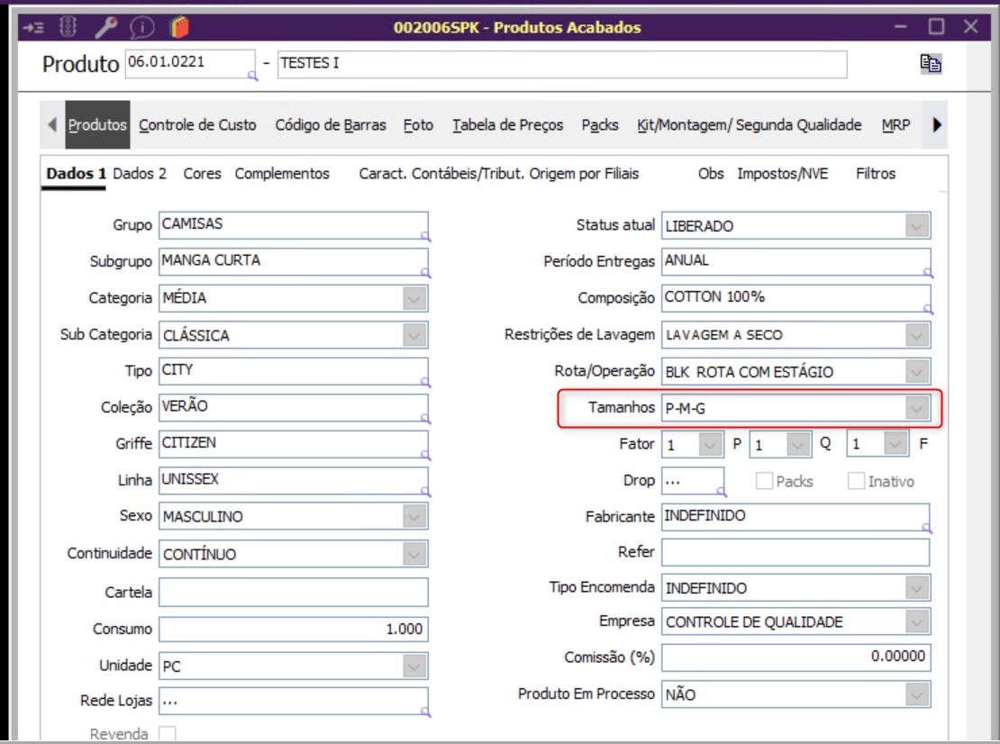 002006SPK - Produtos Acabados
Produto 06.01.0221 - TESTES I
Produtos Controle de Custo Código de Barras Foto Tabela de Preços Packs Kit/Montagem/ Segunda Qualidade MRP
Dados 1 Dados 2 Cores Complementos Caract. Contábeis/Tribut. Origem por Filiais Obs Impostos/NVE Filtros
Grupo CAMISAS Status atual LIBERADO
Subgrupo MANGA CURTA Período Entregas ANUAL
Categoria MÉDIA Composição COTTON 100%
Sub Categoria CLÁSSICA Restrições de Lavagem LAVAGEM A SECO
Tipo CITY Rota/Operação BLK ROTA COM ESTÁGIO
Coleção VERÃO Tamanhos P-M-G
Griffe CITIZEN Fator 1 P 1 Q 1 F
Linha UNISSEX Drop ... Packs Inativo
Sexo MASCULINO Fabricante INDEFINIDO
Continuidade CONTÍNUO Refer
Cartela Tipo Encomenda INDEFINIDO
Consumo 1.000 Empresa CONTROLE DE QUALIDADE
Unidade PC Comissão (%) 0.00000
Rede Lojas ... Produto Em Processo NÃO
Revenda